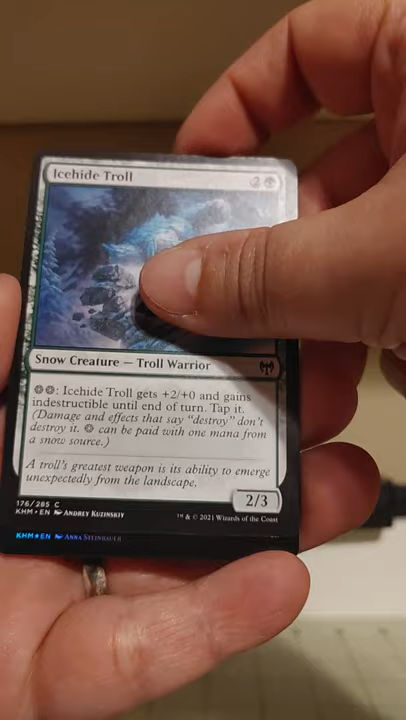 Icehide Troll
2
Snow Creature — Troll Warrior
: Icehide Troll gets +2/+0 and gains
indestructible until end of turn. Tap it.
(Damage and effects that say "destroy" don't
destroy it. can be paid with one mana from
a snow source.)
A troll's greatest weapon is its ability to emerge
unexpectedly from the landscape.
2/3
176/285 C
KHM • EN Andrey Kuzinskiy
™ & © 2021 Wizards of the Coast
KHM★EN Anna Steinbauer